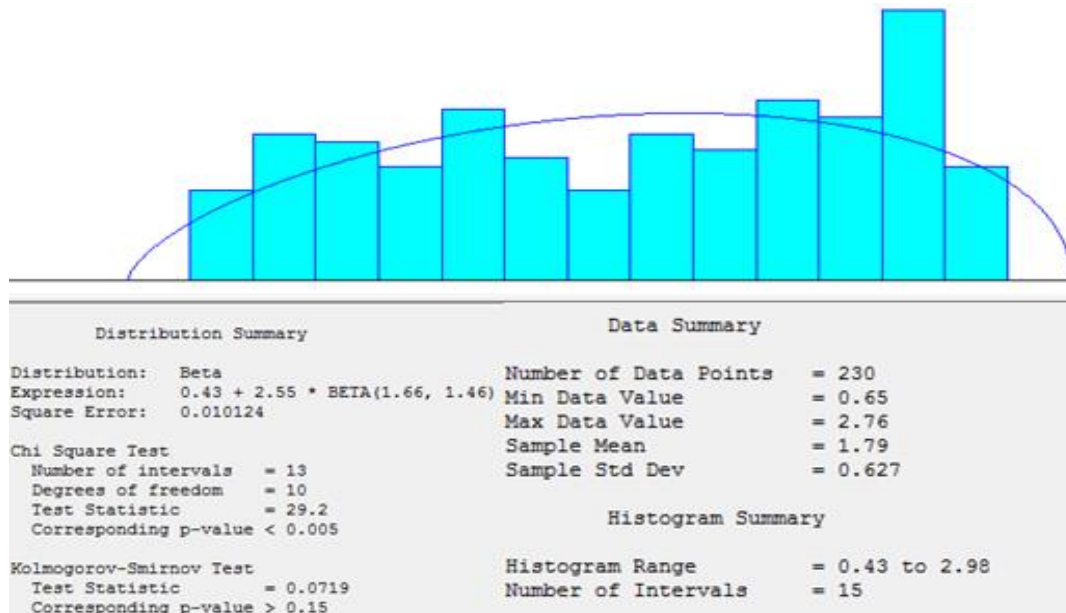 Distribution Summary
Distribution: Beta
Expression: 0.43 + 2.55 * BETA(1.66, 1.46)
Square Error: 0.010124
Chi Square Test
Number of intervals = 13
Degrees of freedom = 10
Test Statistic = 29.2
Corresponding p-value < 0.005
Kolmogorov-Smirnov Test
Test Statistic = 0.0719
Corresponding p-value > 0.15
Data Summary
Number of Data Points = 230
Min Data Value = 0.65
Max Data Value = 2.76
Sample Mean = 1.79
Sample Std Dev = 0.627
Histogram Summary
Histogram Range = 0.43 to 2.98
Number of Intervals = 15